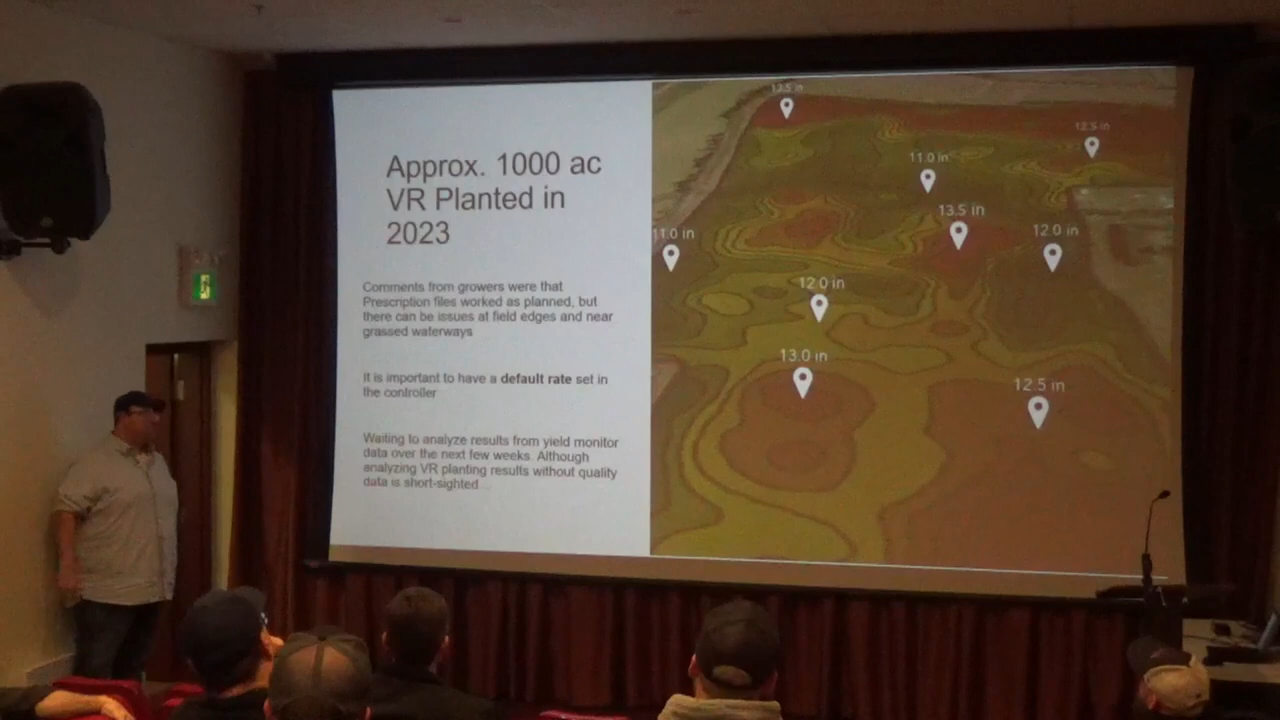 Approx. 1000 ac
VR Planted in
2023
Comments from growers were that
Prescription files worked as planned, but
there can be issues at field edges and near
grassed waterways
It is important to have a default rate set in
the controller
Waiting to analyze results from yield monitor
data over the next few weeks. Although
analyzing VR planting results without quality
data is short-sighted...
13.5 in
12.5 in
11.0 in
13.5 in
11.0 in
12.0 in
12.0 in
13.0 in
12.5 in